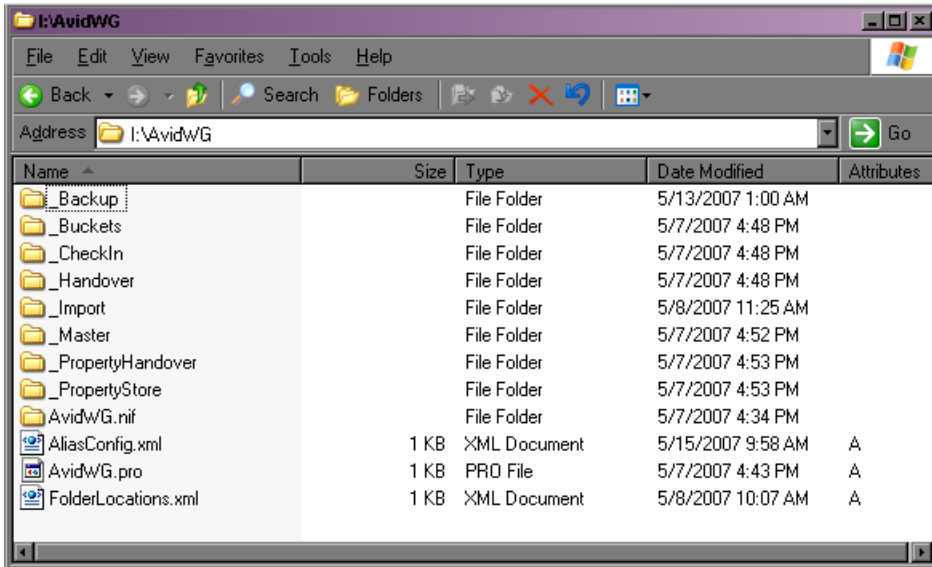 I:\AvidWG
File Edit View Favorites Tools Help
Back Search Folders
Address I:\AvidWG Go
Name Size Type Date Modified Attributes
_Backup File Folder 5/13/2007 1:00 AM
_Buckets File Folder 5/7/2007 4:48 PM
_CheckIn File Folder 5/7/2007 4:48 PM
_Handover File Folder 5/7/2007 4:48 PM
_Import File Folder 5/8/2007 11:25 AM
_Master File Folder 5/7/2007 4:52 PM
_PropertyHandover File Folder 5/7/2007 4:53 PM
_PropertyStore File Folder 5/7/2007 4:53 PM
AvidWG.nif File Folder 5/7/2007 4:34 PM
AliasConfig.xml 1 KB XML Document 5/15/2007 9:58 AM A
AvidWG.pro 1 KB PRO File 5/7/2007 4:43 PM A
FolderLocations.xml 1 KB XML Document 5/8/2007 10:07 AM A